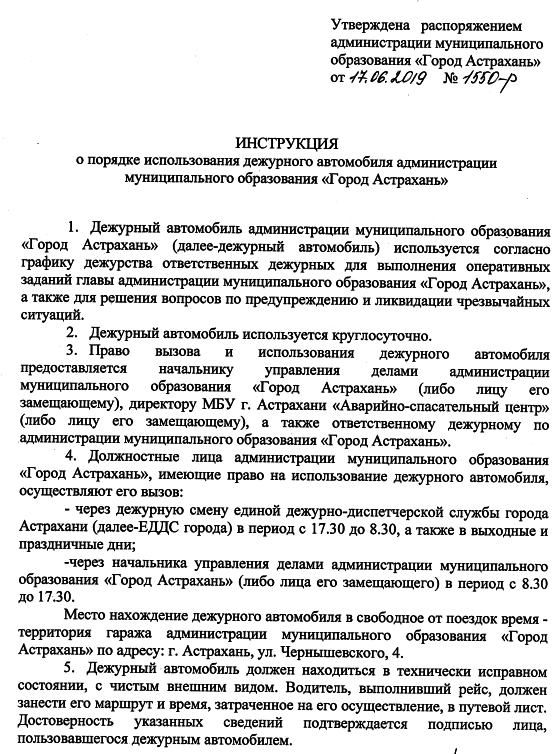 Утверждена распоряжением
администрации муниципального
образования «Город Астрахань»
от 17.06.2019 № 1550-р
ИНСТРУКЦИЯ
о порядке использования дежурного автомобиля администрации
муниципального образования «Город Астрахань»
1. Дежурный автомобиль администрации муниципального образования
«Город Астрахань» (далее-дежурный автомобиль) используется согласно
графику дежурства ответственных дежурных для выполнения оперативных
заданий главы администрации муниципального образования «Город Астрахань»,
а также для решения вопросов по предупреждению и ликвидации чрезвычайных
ситуаций.
2. Дежурный автомобиль используется круглосуточно.
3. Право вызова и использования дежурного автомобиля
предоставляется начальнику управления делами администрации
муниципального образования «Город Астрахань» (либо лицу его
замещающему), директору МБУ г. Астрахани «Аварийно-спасательный центр»
(либо лицу его замещающему), а также ответственному дежурному по
администрации муниципального образования «Город Астрахань».
4. Должностные лица администрации муниципального образования
«Город Астрахань», имеющие право на использование дежурного автомобиля,
осуществляют его вызов:
- через дежурную смену единой дежурно-диспетчерской службы города
Астрахани (далее-ЕДДС города) в период с 17.30 до 8.30, а также в выходные и
праздничные дни;
-через начальника управления делами администрации муниципального
образования «Город Астрахань» (либо лица его замещающего) в период с 8.30
до 17.30.
Место нахождение дежурного автомобиля в свободное от поездок время -
территория гаража администрации муниципального образования «Город
Астрахань» по адресу: г. Астрахань, ул. Чернышевского, 4.
5. Дежурный автомобиль должен находиться в технически исправном
состоянии, с чистым внешним видом. Водитель, выполнивший рейс, должен
занести его маршрут и время, затраченное на его осуществление, в путевой лист.
Достоверность указанных сведений подтверждается подписью лица,
пользовавшегося дежурным автомобилем.